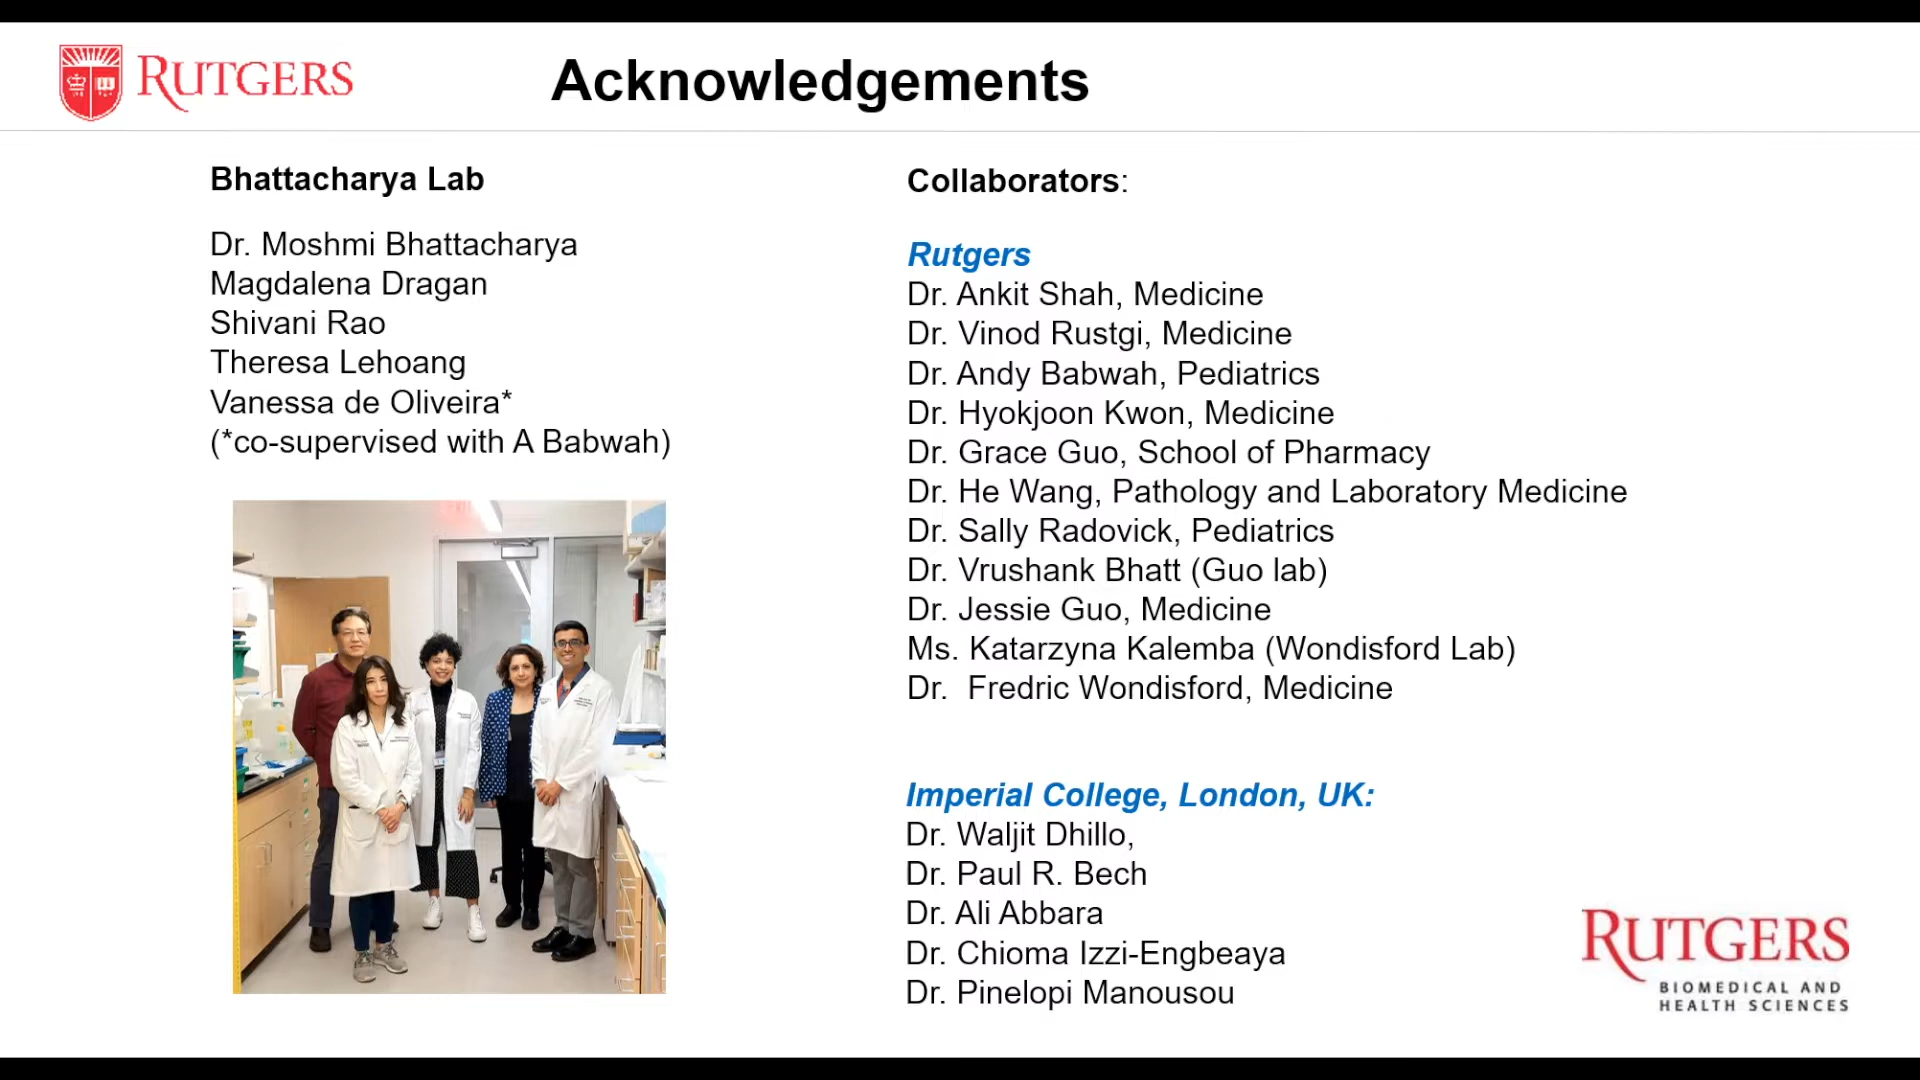 RUTGERS
Acknowledgements
Bhattacharya Lab
Dr. Moshmi Bhattacharya
Magdalena Dragan
Shivani Rao
Theresa Lehoang
Vanessa de Oliveira*
(*co-supervised with A Babwah)
Collaborators:
Rutgers
Dr. Ankit Shah, Medicine
Dr. Vinod Rustgi, Medicine
Dr. Andy Babwah, Pediatrics
Dr. Hyokjoon Kwon, Medicine
Dr. Grace Guo, School of Pharmacy
Dr. He Wang, Pathology and Laboratory Medicine
Dr. Sally Radovick, Pediatrics
Dr. Vrushank Bhatt (Guo lab)
Dr. Jessie Guo, Medicine
Ms. Katarzyna Kalemba (Wondisford Lab)
Dr.  Fredric Wondisford, Medicine
Imperial College, London, UK:
Dr. Waljit Dhillo,
Dr. Paul R. Bech
Dr. Ali Abbara
Dr. Chioma Izzi-Engbeaya
Dr. Pinelopi Manousou
RUTGERS
BIOMEDICAL AND
HEALTH SCIENCES